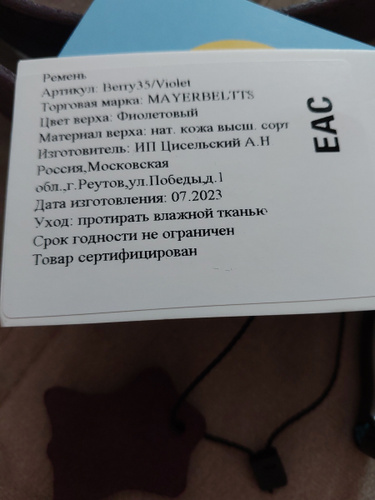 Ремень
Артикул: Berry35/Violet
Торговая марка: MAYERBELTTS
Цвет верха: Фиолетовый
Материал верха: нат. кожа высш. сорт
Изготовитель: ИП Цисельский А.Н
Россия,Московская
обл.,г.Реутов,ул.Победы,д.1
Дата изготовления: 07.2023
Уход: протирать влажной тканью
Срок годности не ограничен
Товар сертифицирован
EAC